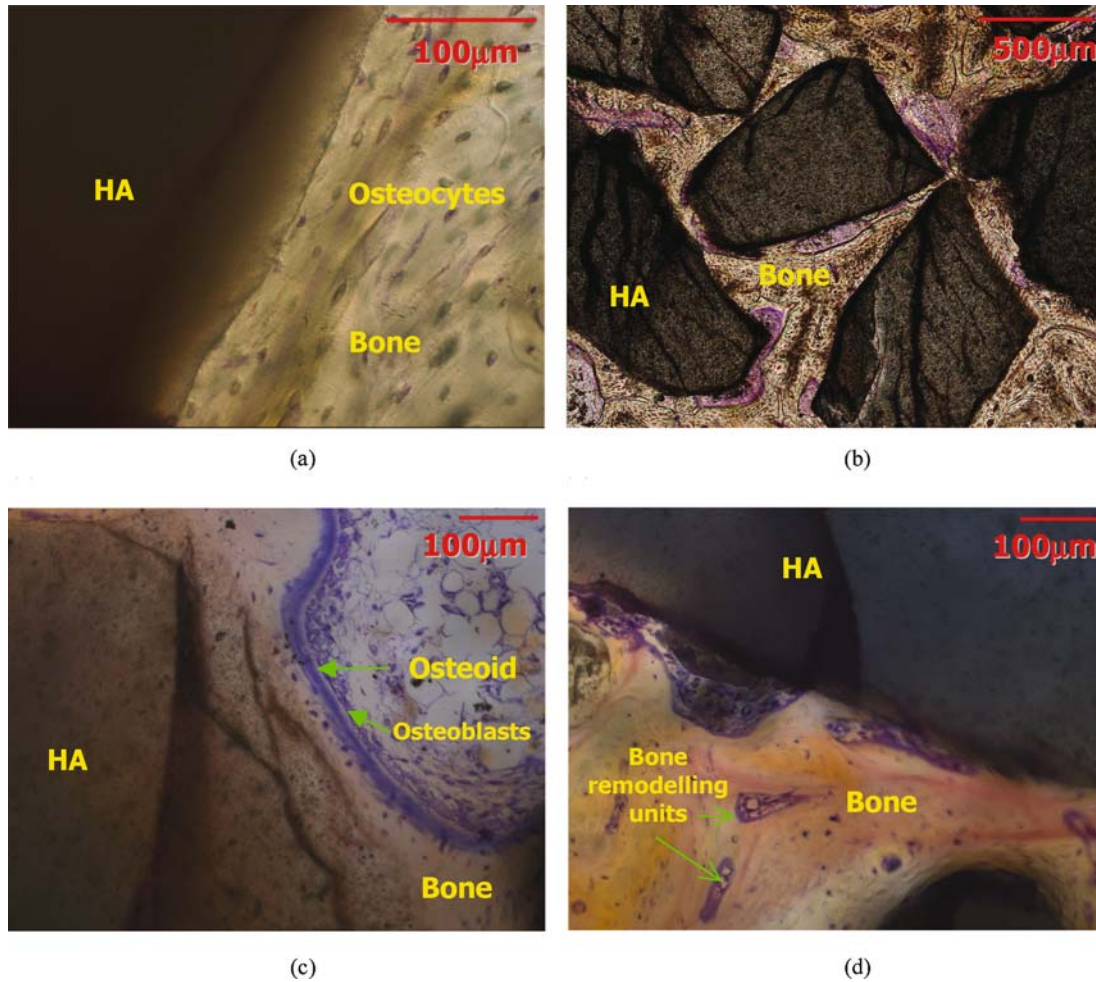 100μm
HA
Osteocytes
Bone
(a)
500μm
HA
Bone
(b)
100μm
Osteoid
Osteoblasts
HA
Bone
(c)
100μm
HA
Bone
remodelling
units
Bone
(d)